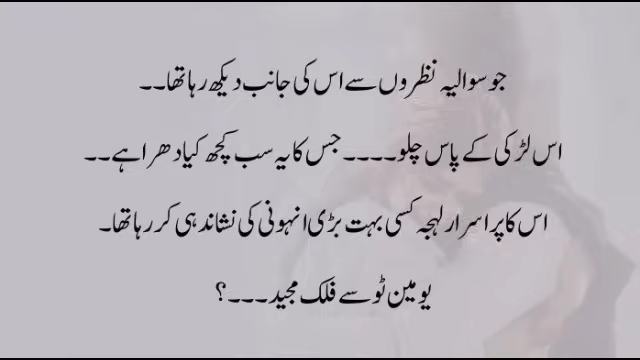 جو سوالیہ نظروں سے اس کی جانب دیکھ رہا تھا۔۔
اس لڑکی کے پاس چلو۔۔۔۔ جس کا یہ سب کچھ کیا دھرا ہے۔۔
اس کا پراسرار لہجہ کسی بہت بڑی انہونی کی نشاندہی کر رہا تھا۔
یو مین ٹو سے فلک مجید۔۔۔؟